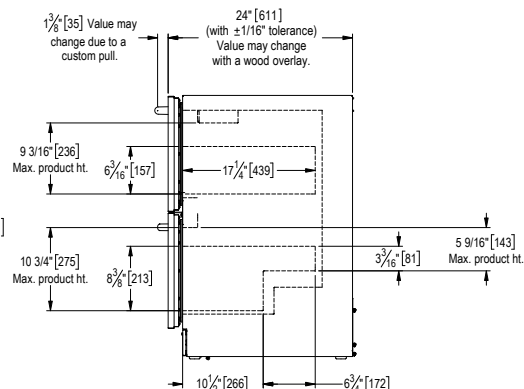 1 3/8" [35] Value may
change due to a
custom pull.
24" [611]
(with ±1/16" tolerance)
Value may change
with a wood overlay.
9 3/16" [236]
Max. product ht.
6 3/16" [157]
17 1/4" [439]
]
10 3/4" [275]
Max. product ht.
8 3/8" [213]
3 3/16" [81]
5 9/16" [143]
Max. product ht.
10 1/2" [266]
6 3/4" [172]